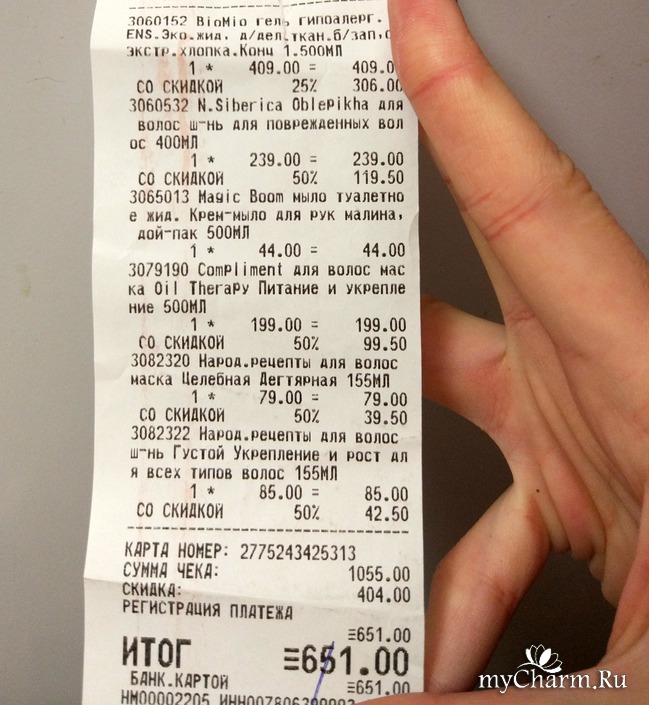 3060152 BioMio гель гипоалерг.
ENS.Эко.жид. д/дел.ткан.б/зап.
экстр.хлопка.Конц 1.500МЛ
1 * 409.00 = 409.0
СО СКИДКОЙ 25% 306.00
3060532 N.Siberica Oblepikha для
волос ш-нь для поврежденных вол
ос 400МЛ
1 * 239.00 = 239.00
СО СКИДКОЙ 50% 119.50
3065013 Magic Boom мыло туалетно
е жид. Крем-мыло для рук малина,
дой-пак 500МЛ
1 * 44.00 = 44.00
3079190 Compliment для волос мас
ка Oil Therapy Питание и укрепле
ние 500МЛ
1 * 199.00 = 199.00
СО СКИДКОЙ 50% 99.50
3082320 Народ.рецепты для волос
маска Целебная Дегтярная 155МЛ
1 * 79.00 = 79.00
СО СКИДКОЙ 50% 39.50
3082322 Народ.рецепты для волос
ш-нь Густой Укрепление и рост дл
я всех типов волос 155МЛ
1 * 85.00 = 85.00
СО СКИДКОЙ 50% 42.50
КАРТА НОМЕР: 2775243425313
СУММА ЧЕКА: 1055.00
СКИДКА: 404.00
РЕГИСТРАЦИЯ ПЛАТЕЖА
≡651.00
ИТОГ ≡651.00
БАНК.КАРТОЙ ≡651.00
НМ00002205
myCharm.Ru